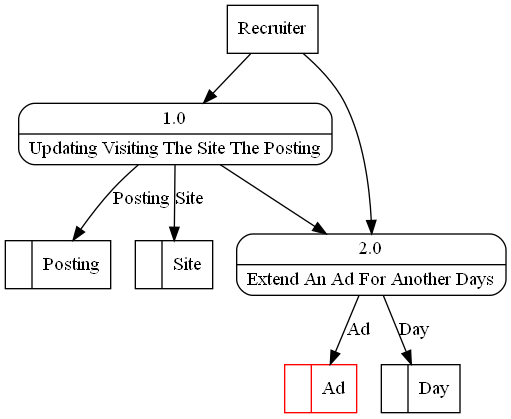 Recruiter
1.0
Updating Visiting The Site The Posting
Posting Site
Posting
Site
2.0
Extend An Ad For Another Days
Ad
Day
Ad
Day